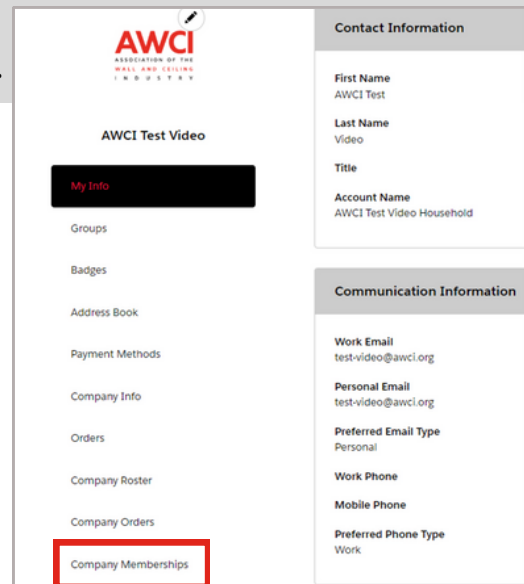 AWCI
ASSOCIATION OF THE
WALL AND CEILING
INDUSTRY
AWCI Test Video
My Info
Groups
Badges
Address Book
Payment Methods
Company Info
Orders
Company Roster
Company Orders
Company Memberships
Contact Information
First Name
AWCI Test
Last Name
Video
Title
Account Name
AWCI Test Video Household
Communication Information
Work Email
test-video@awci.org
Personal Email
test-video@awci.org
Preferred Email Type
Personal
Work Phone
Mobile Phone
Preferred Phone Type
Work